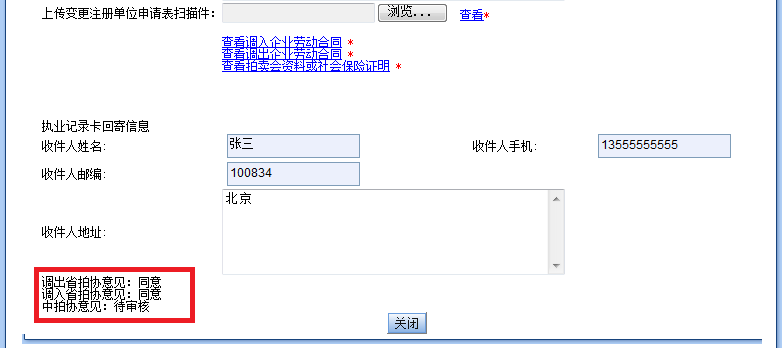 上传变更注册单位申请表扫描件： 浏览... 查看*
查看调入企业劳动合同 *
查看调出企业劳动合同 *
查看拍卖会资料或社会保险证明 *
执业记录卡回寄信息
收件人姓名: 张三 收件人手机: 13555555555
收件人邮编: 100834
北京
收件人地址:
调出省拍协意见：同意
调入省拍协意见：同意
中拍协意见：待审核
关闭